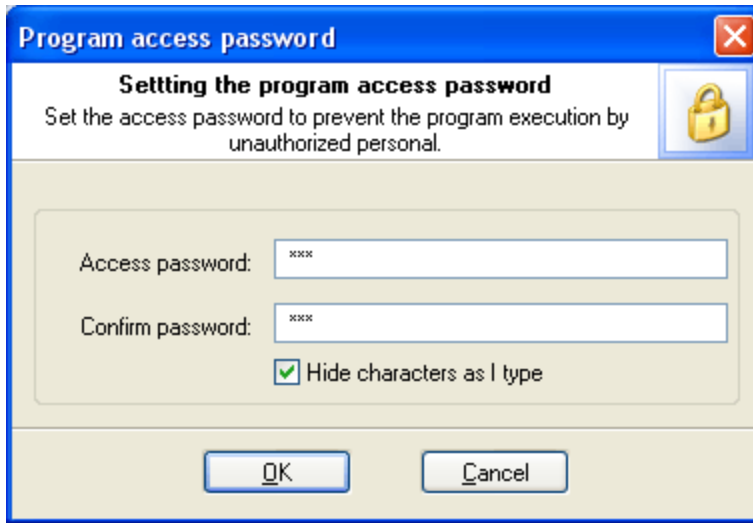 Program access password
Settting the program access password
Set the access password to prevent the program execution by
unauthorized personal.
Access password: ***
Confirm password: ***
Hide characters as I type
OK Cancel